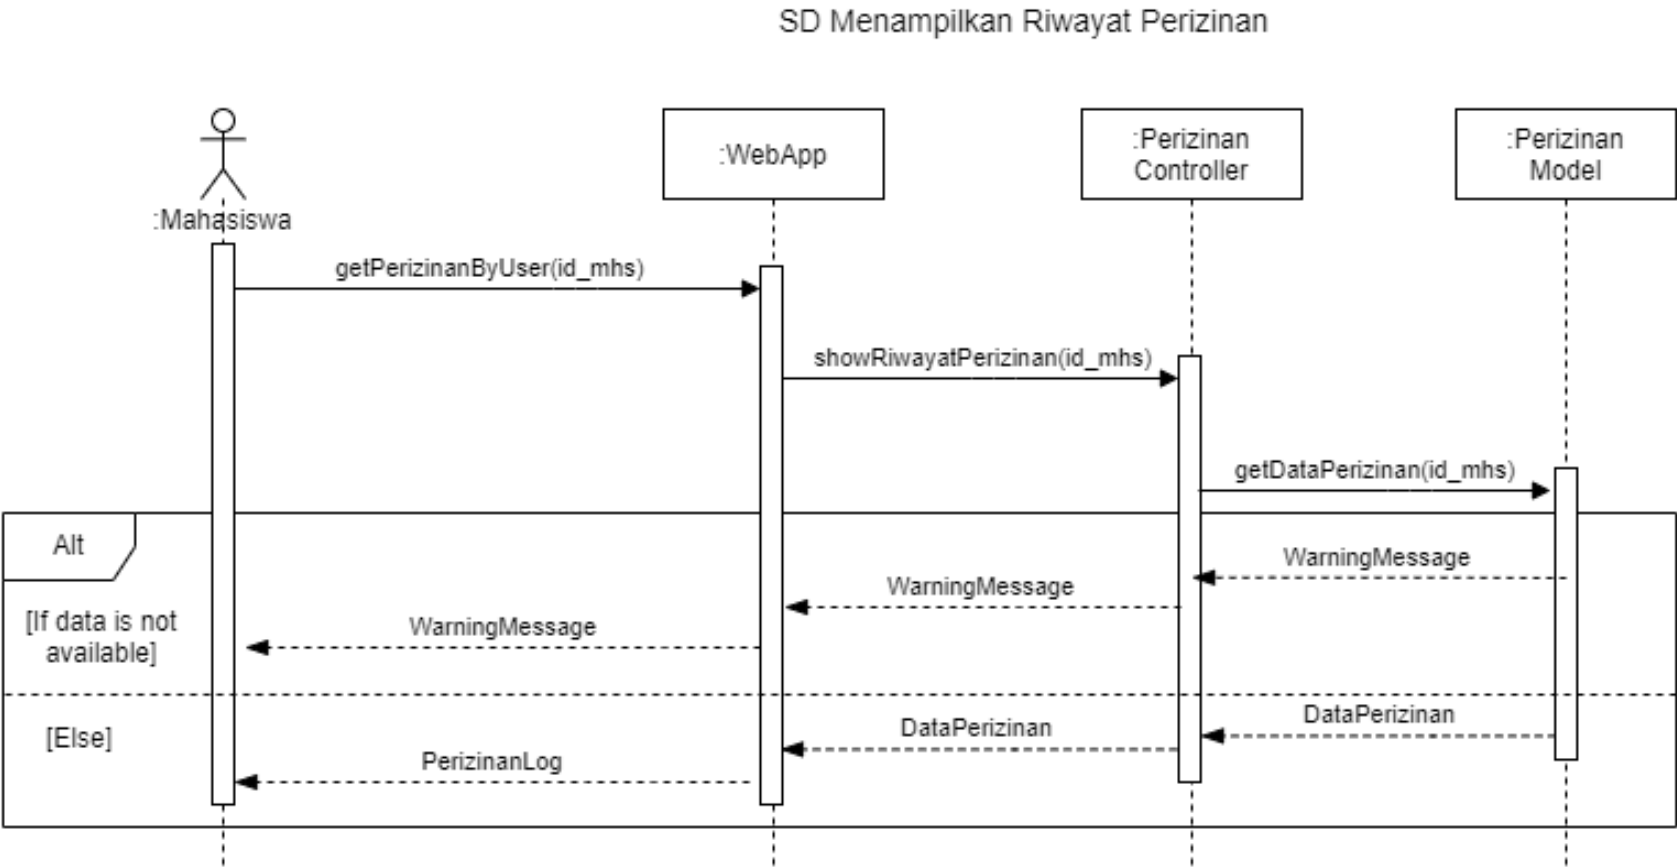 SD Menampilkan Riwayat Perizinan
:Mahasiswa
:WebApp
:Perizinan
Controller
:Perizinan
Model
getPerizinanByUser(id_mhs)
showRiwayatPerizinan(id_mhs)
getDataPerizinan(id_mhs)
Alt
[If data is not
available]
WarningMessage
WarningMessage
WarningMessage
[Else]
DataPerizinan
DataPerizinan
PerizinanLog